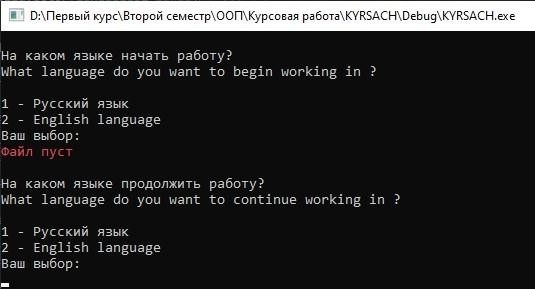 D:\Первый курс\Второй семестр\ООП\Курсовая работа\KYRSACH\Debug\KYRSACH.exe
На каком языке начать работу?
What language do you want to begin working in ?
1 - Русский язык
2 - English language
Ваш выбор:
Файл пуст
На каком языке продолжить работу?
What language do you want to continue working in ?
1 - Русский язык
2 - English language
Ваш выбор: